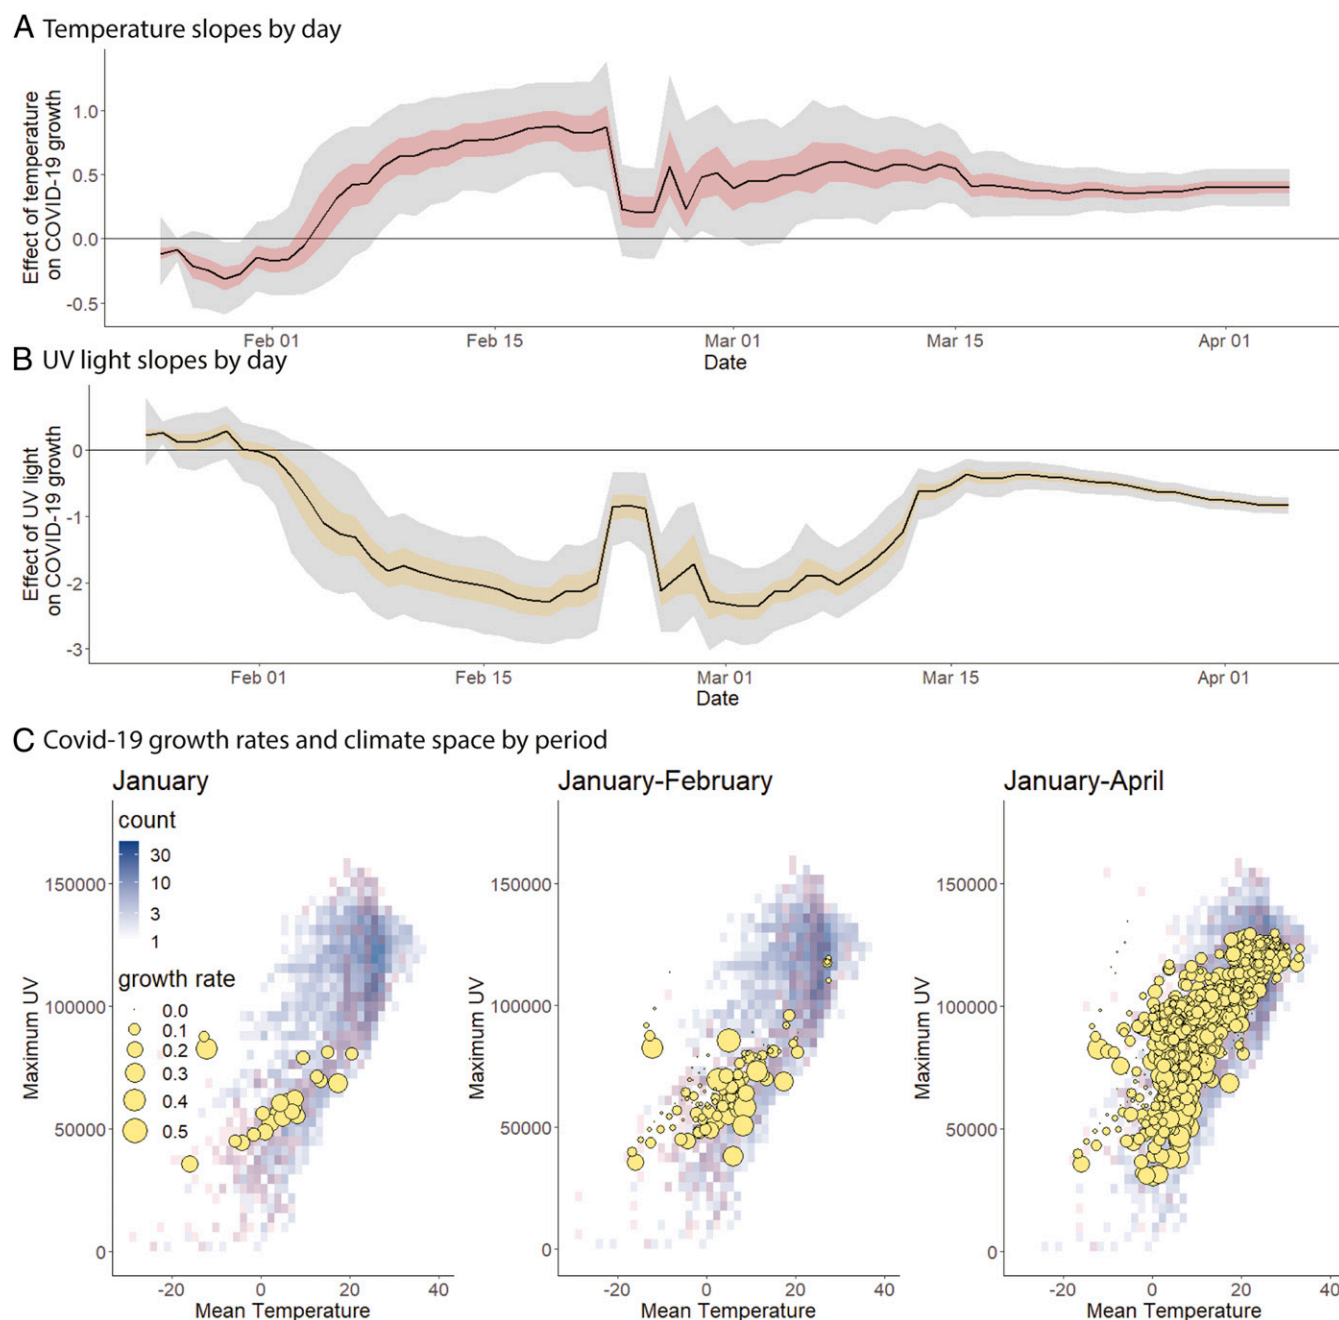 A Temperature slopes by day
Effect of temperature
on COVID-19 growth
1.0
0.5
0.0
-0.5
Feb 01
Feb 15
Mar 01
Mar 15
Apr 01
Date
B UV light slopes by day
Effect of UV light
on COVID-19 growth
0
-1
-2
-3
Feb 01
Feb 15
Mar 01
Mar 15
Apr 01
Date
C Covid-19 growth rates and climate space by period
January
count
30
10
3
1
growth rate
0.0
0.1
0.2
0.3
0.4
0.5
Maximum UV
150000
100000
50000
0
-20
0
20
40
Mean Temperature
January-February
Maximum UV
150000
100000
50000
0
-20
0
20
40
Mean Temperature
January-April
Maximum UV
150000
100000
50000
0
-20
0
20
40
Mean Temperature